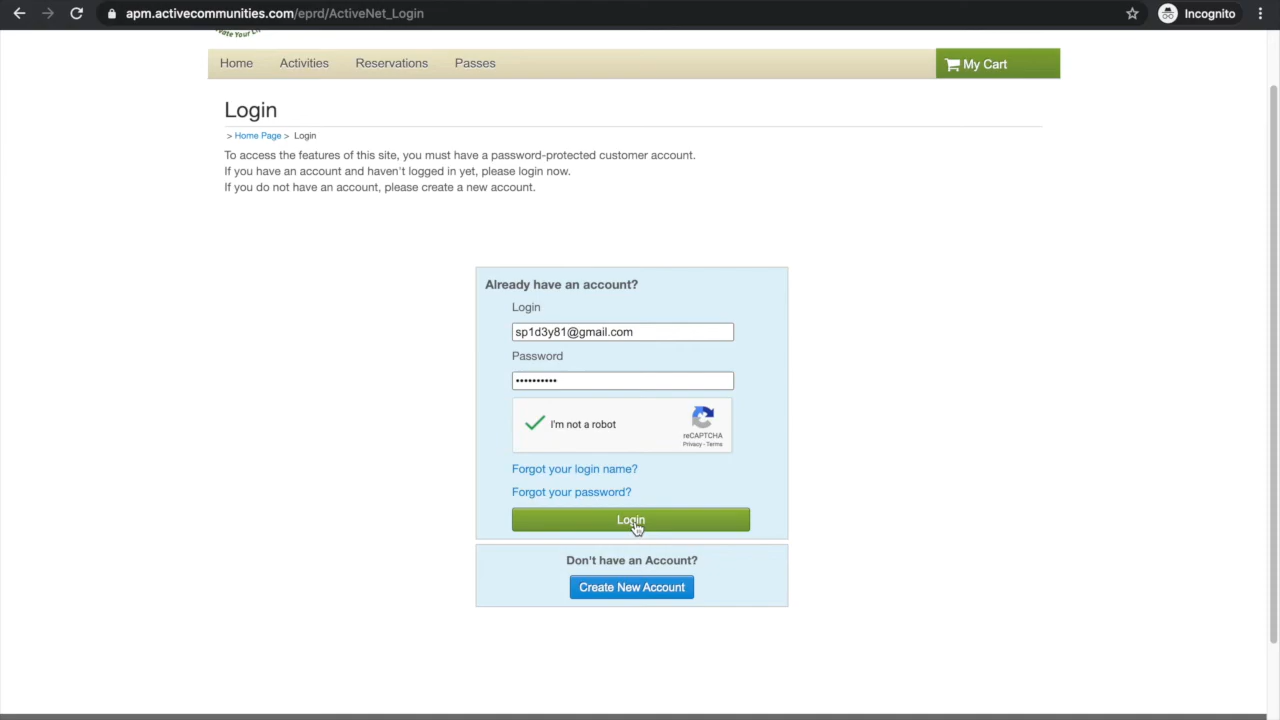 apm.activecommunities.com/eprd/ActiveNet_Login
Incognito
Home
Activities
Reservations
Passes
My Cart
Login
> Home Page > Login
To access the features of this site, you must have a password-protected customer account.
If you have an account and haven't logged in yet, please login now.
If you do not have an account, please create a new account.
Already have an account?
Login
sp1d3y81@gmail.com
Password
••••••••••
I'm not a robot
reCAPTCHA
Privacy - Terms
Forgot your login name?
Forgot your password?
Login
Don't have an Account?
Create New Account